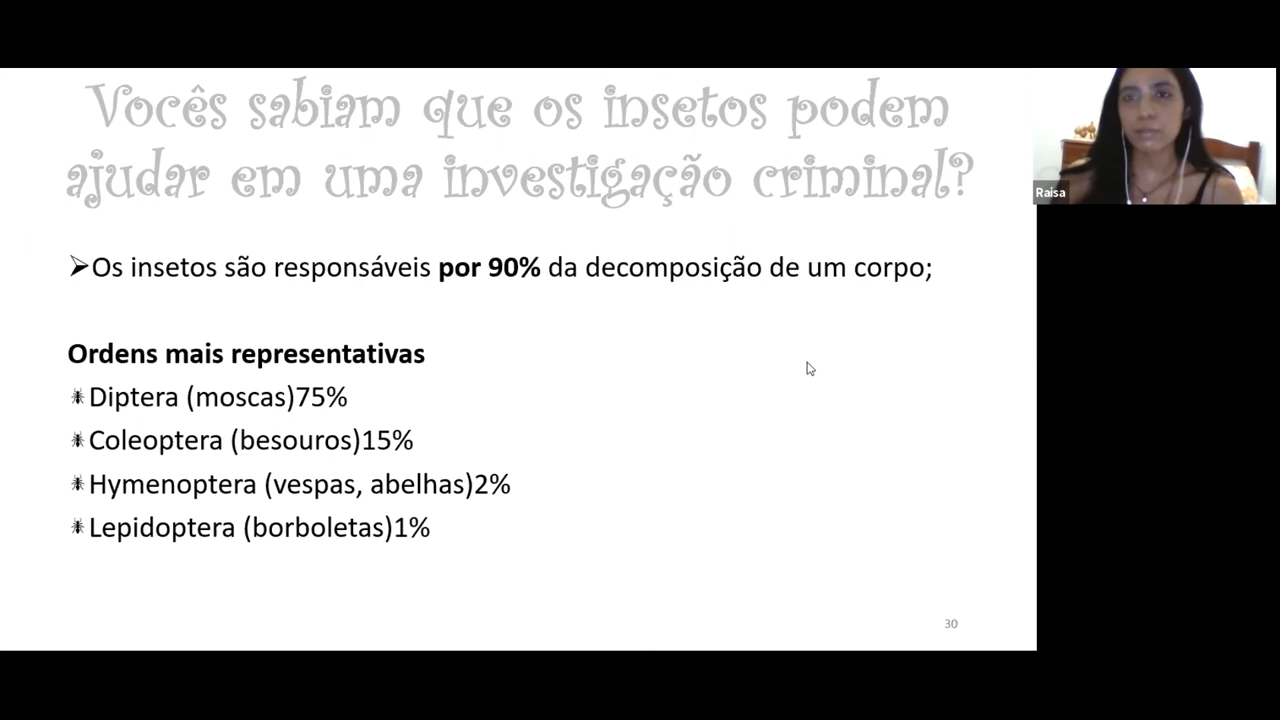 Vocês sabiam que os insetos podem
ajudar em uma investigação criminal?
Raisa
➢Os insetos são responsáveis por 90% da decomposição de um corpo;
Ordens mais representativas
Diptera (moscas)75%
Coleoptera (besouros)15%
Hymenoptera (vespas, abelhas)2%
Lepidoptera (borboletas)1%
30